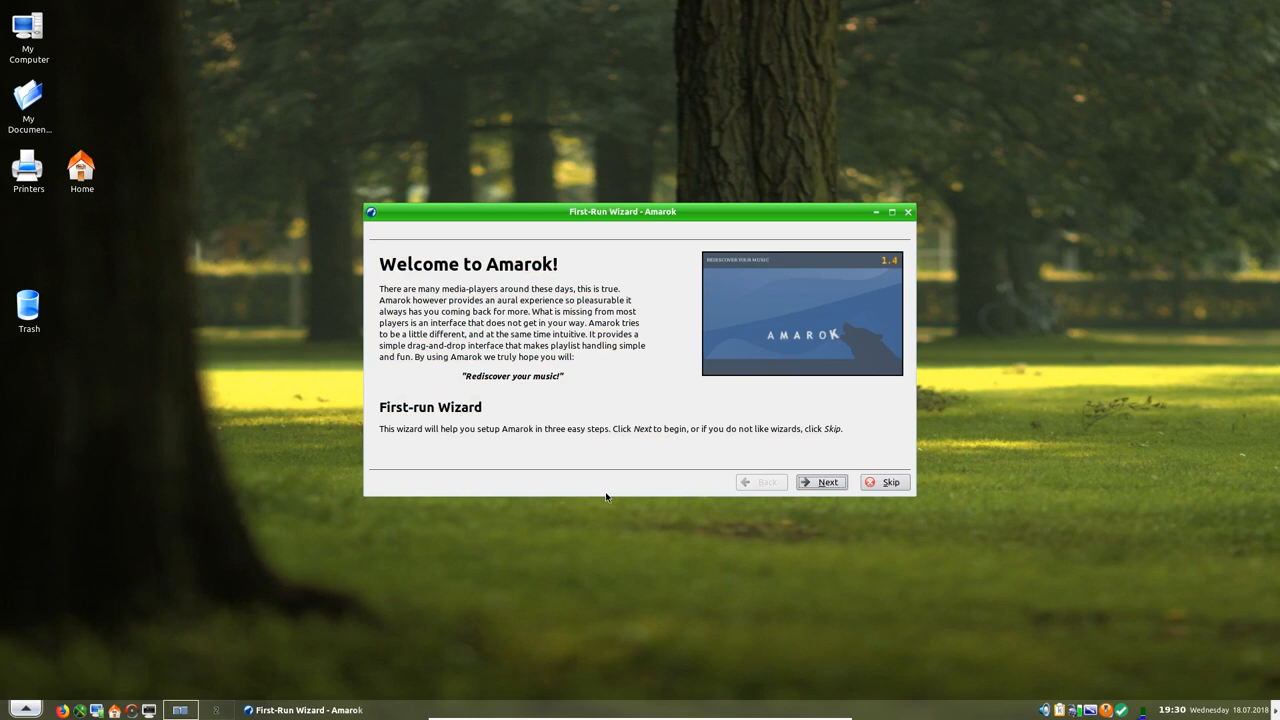 My
Computer
My
Documen...
Printers
Home
Trash
First-Run Wizard - Amarok
Welcome to Amarok!
There are many media-players around these days, this is true.
Amarok however provides an aural experience so pleasurable it
always has you coming back for more. What is missing from most
players is an interface that does not get in your way. Amarok tries
to be a little different, and at the same time intuitive. It provides a
simple drag-and-drop interface that makes playlist handling simple
and fun. By using Amarok we truly hope you will:
"Rediscover your music!"
REDISCOVER YOUR MUSIC
1.4
AMAROK
First-run Wizard
This wizard will help you setup Amarok in three easy steps. Click Next to begin, or if you do not like wizards, click Skip.
Back
Next
Skip
2
First-Run Wizard - Amarok
19:30 Wednesday 18.07.2018